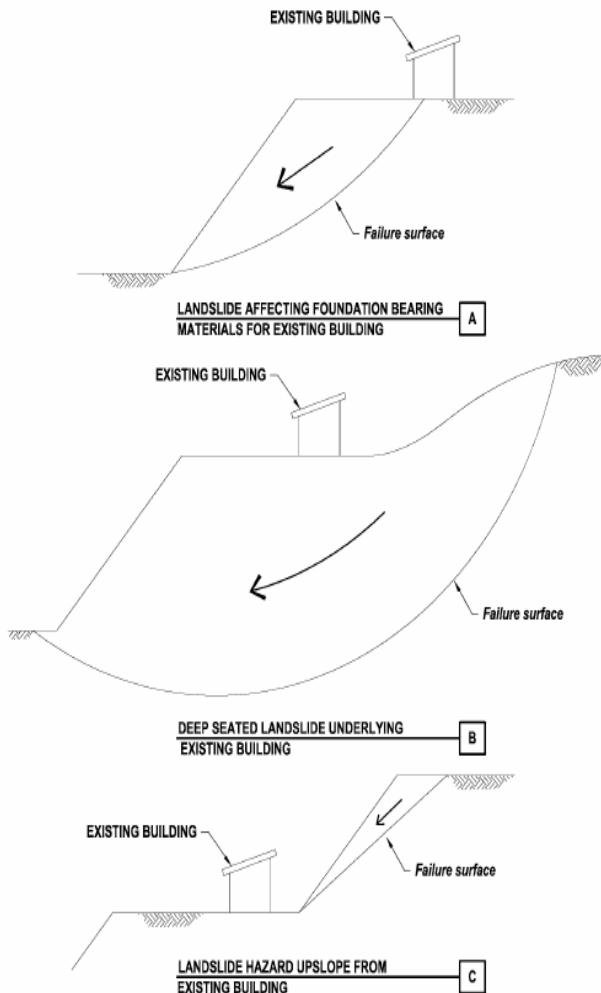 EXISTING BUILDING
Failure surface
LANDSLIDE AFFECTING FOUNDATION BEARING
MATERIALS FOR EXISTING BUILDING
A
EXISTING BUILDING
Failure surface
DEEP SEATED LANDSLIDE UNDERLYING
EXISTING BUILDING
B
EXISTING BUILDING
Failure surface
LANDSLIDE HAZARD UPSLOPE FROM
EXISTING BUILDING
C